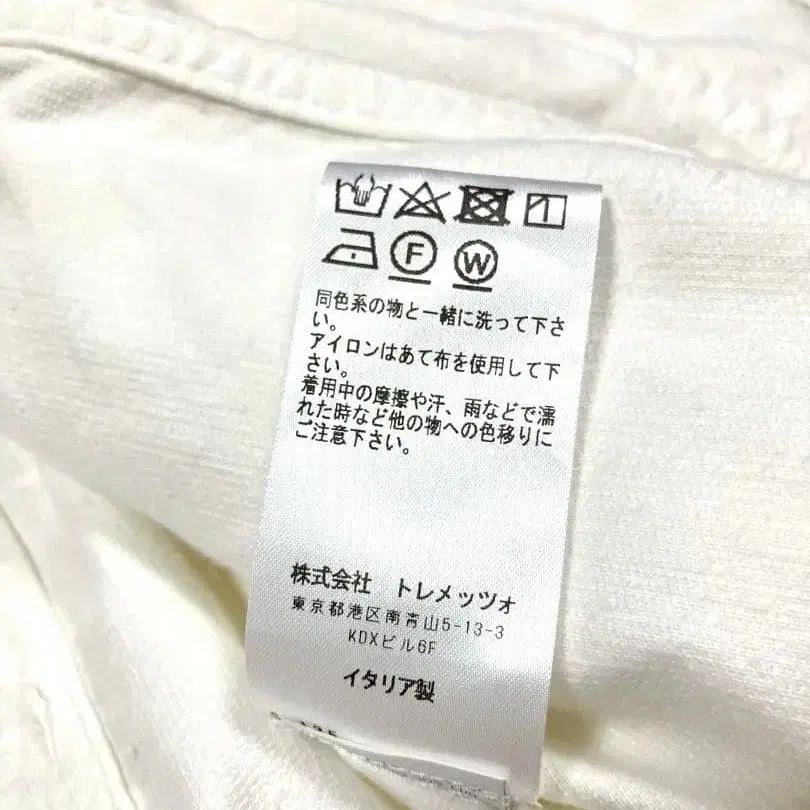 F W
同色系の物と一緒に洗って下さ
い。
アイロンはあて布を使用して下
さい。
着用中の摩擦や汗、雨などで濡
れた時など他の物への色移りに
ご注意下さい。
株式会社 トレメッツォ
東京都港区南青山5-13-3
KDXビル6F
イタリア製